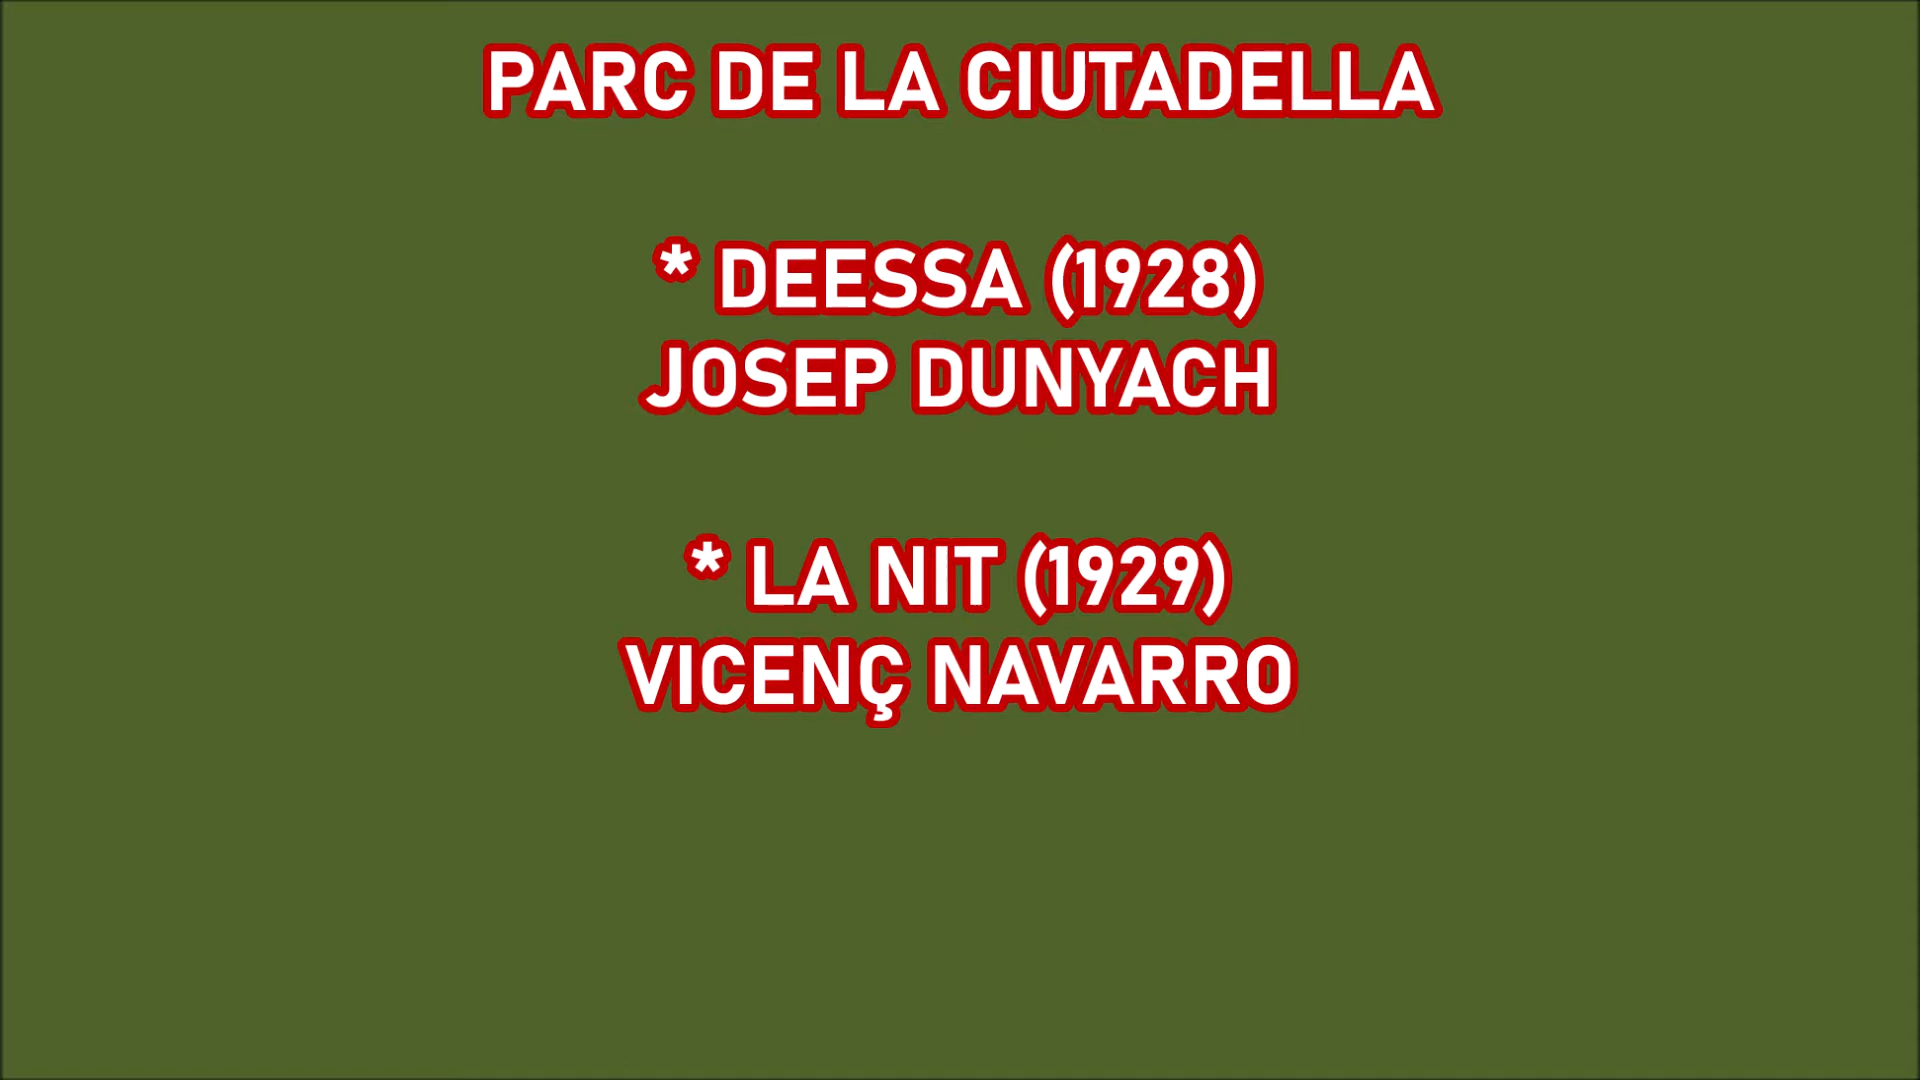 PARC DE LA CIUTADELLA
* DEESSA (1928)
JOSEP DUNYACH
* LA NIT (1929)
VICENÇ NAVARRO